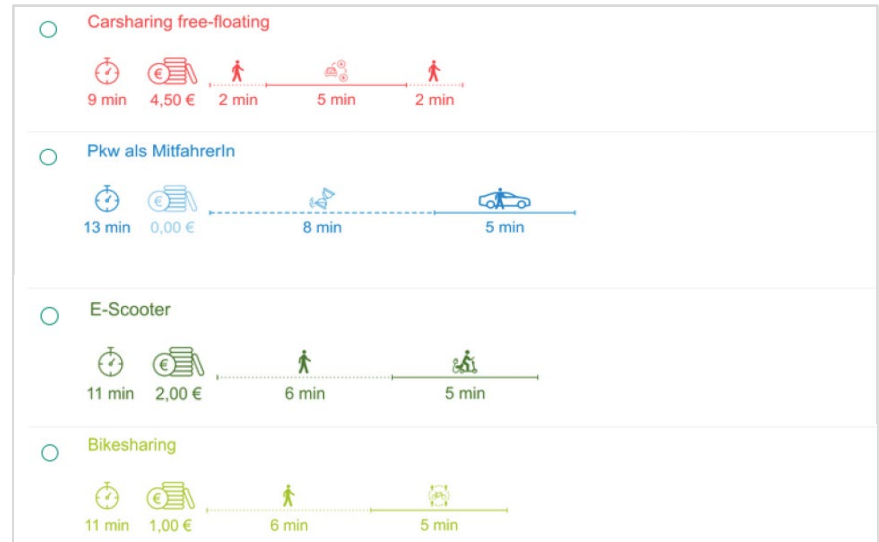 Carsharing free-floating
€
9 min 4,50 € 2 min 5 min 2 min
Pkw als MitfahrerIn
€
13 min 0,00 € 8 min 5 min
E-Scooter
€
11 min 2,00 € 6 min 5 min
Bikesharing
€
11 min 1,00 € 6 min 5 min